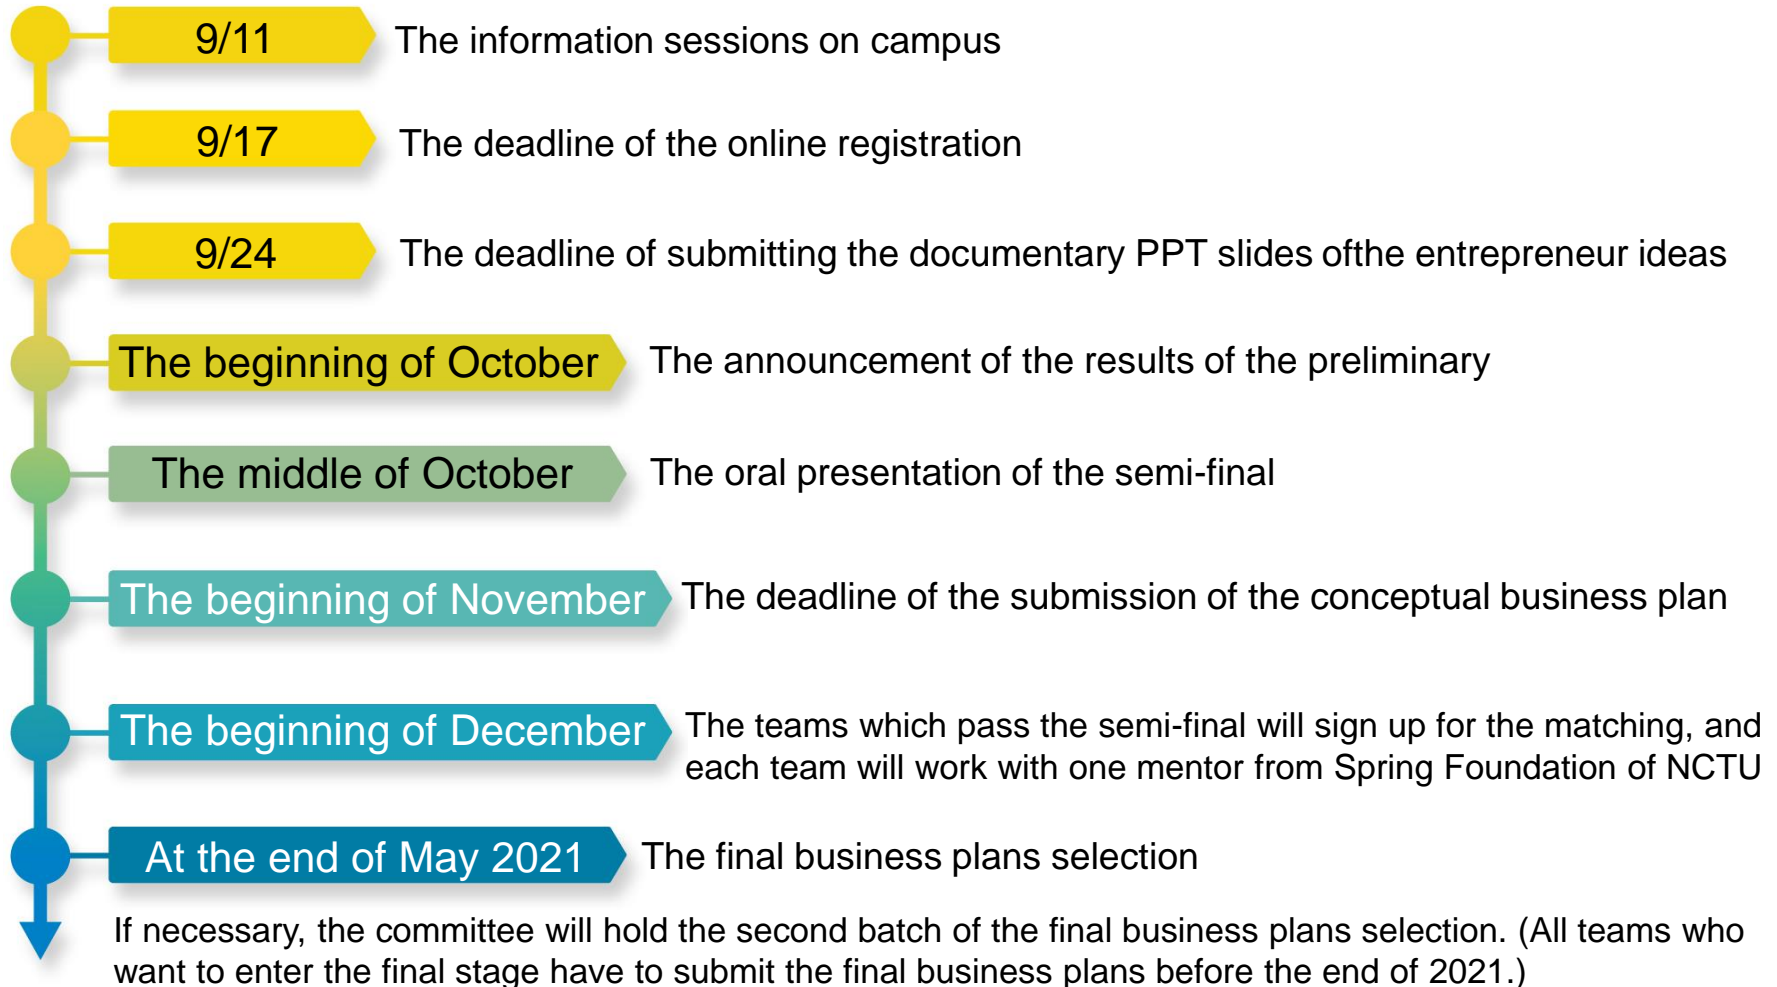 9/11 The information sessions on campus
9/17 The deadline of the online registration
9/24 The deadline of submitting the documentary PPT slides ofthe entrepreneur ideas
The beginning of October The announcement of the results of the preliminary
The middle of October The oral presentation of the semi-final
The beginning of November The deadline of the submission of the conceptual business plan
The beginning of December The teams which pass the semi-final will sign up for the matching, and
each team will work with one mentor from Spring Foundation of NCTU
At the end of May 2021 The final business plans selection
If necessary, the committee will hold the second batch of the final business plans selection. (All teams who
want to enter the final stage have to submit the final business plans before the end of 2021.)